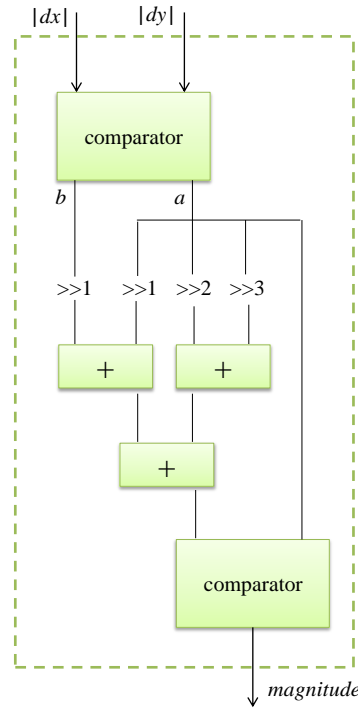 |dx| |dy|
comparator
b a
>>1 >>1 >>2 >>3
+ +
+
comparator
magnitude